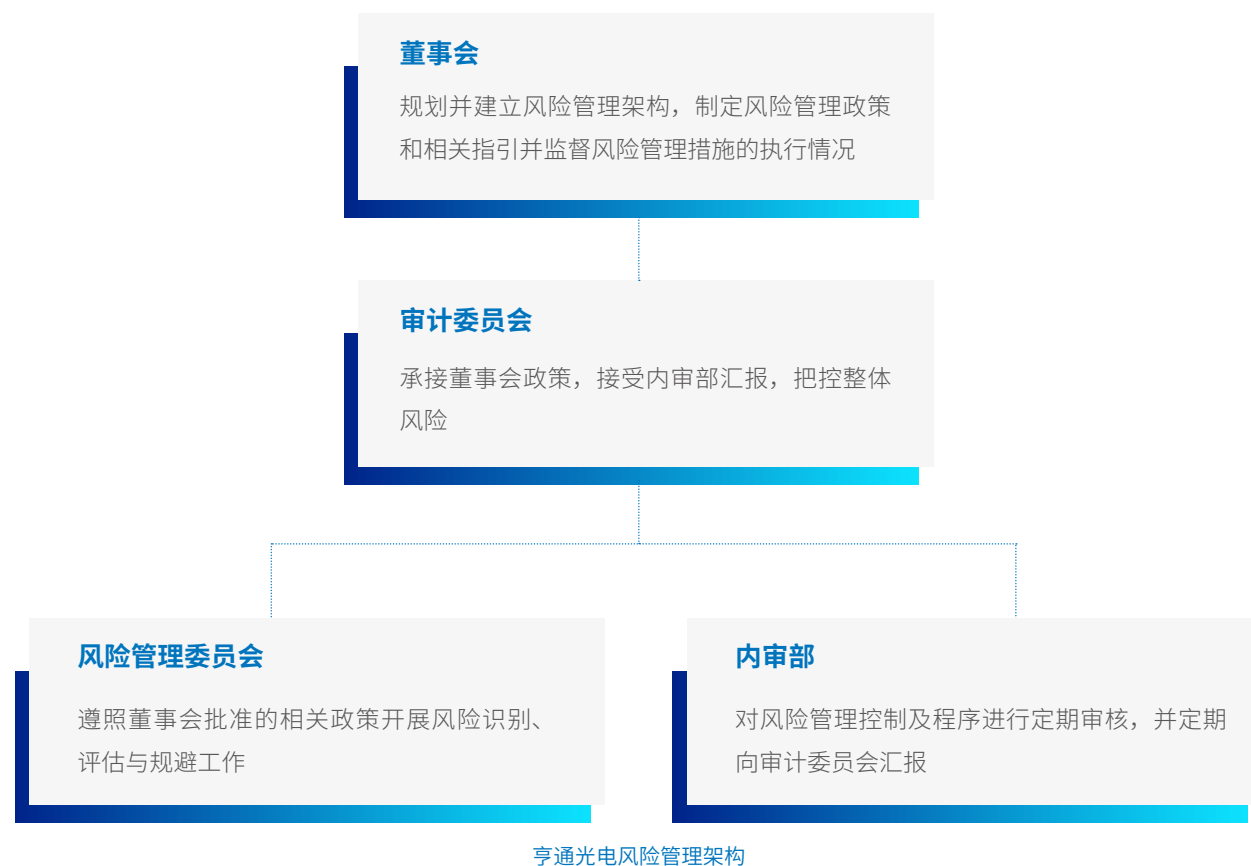 董事会
规划并建立风险管理架构，制定风险管理政策
和相关指引并监督风险管理措施的执行情况
审计委员会
承接董事会政策，接受内审部汇报，把控整体
风险
风险管理委员会
遵照董事会批准的相关政策开展风险识别、
评估与规避工作
内审部
对风险管理控制及程序进行定期审核，并定期
向审计委员会汇报
亨通光电风险管理架构